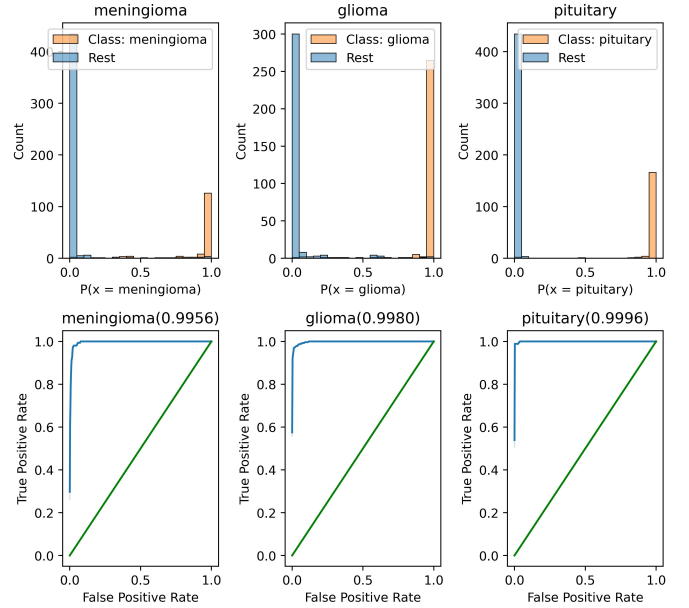 meningioma
Count
400
300
200
100
0
Class: meningioma
Rest
0.0 0.5 1.0
P(x = meningioma)
glioma
Count
300
250
200
150
100
50
0
Class: glioma
Rest
0.0 0.5 1.0
P(x = glioma)
pituitary
Count
400
300
200
100
0
Class: pituitary
Rest
0.0 0.5 1.0
P(x = pituitary)
meningioma(0.9956)
True Positive Rate
1.0
0.8
0.6
0.4
0.2
0.0
0.0 0.5 1.0
False Positive Rate
glioma(0.9980)
True Positive Rate
1.0
0.8
0.6
0.4
0.2
0.0
0.0 0.5 1.0
False Positive Rate
pituitary(0.9996)
True Positive Rate
1.0
0.8
0.6
0.4
0.2
0.0
0.0 0.5 1.0
False Positive Rate